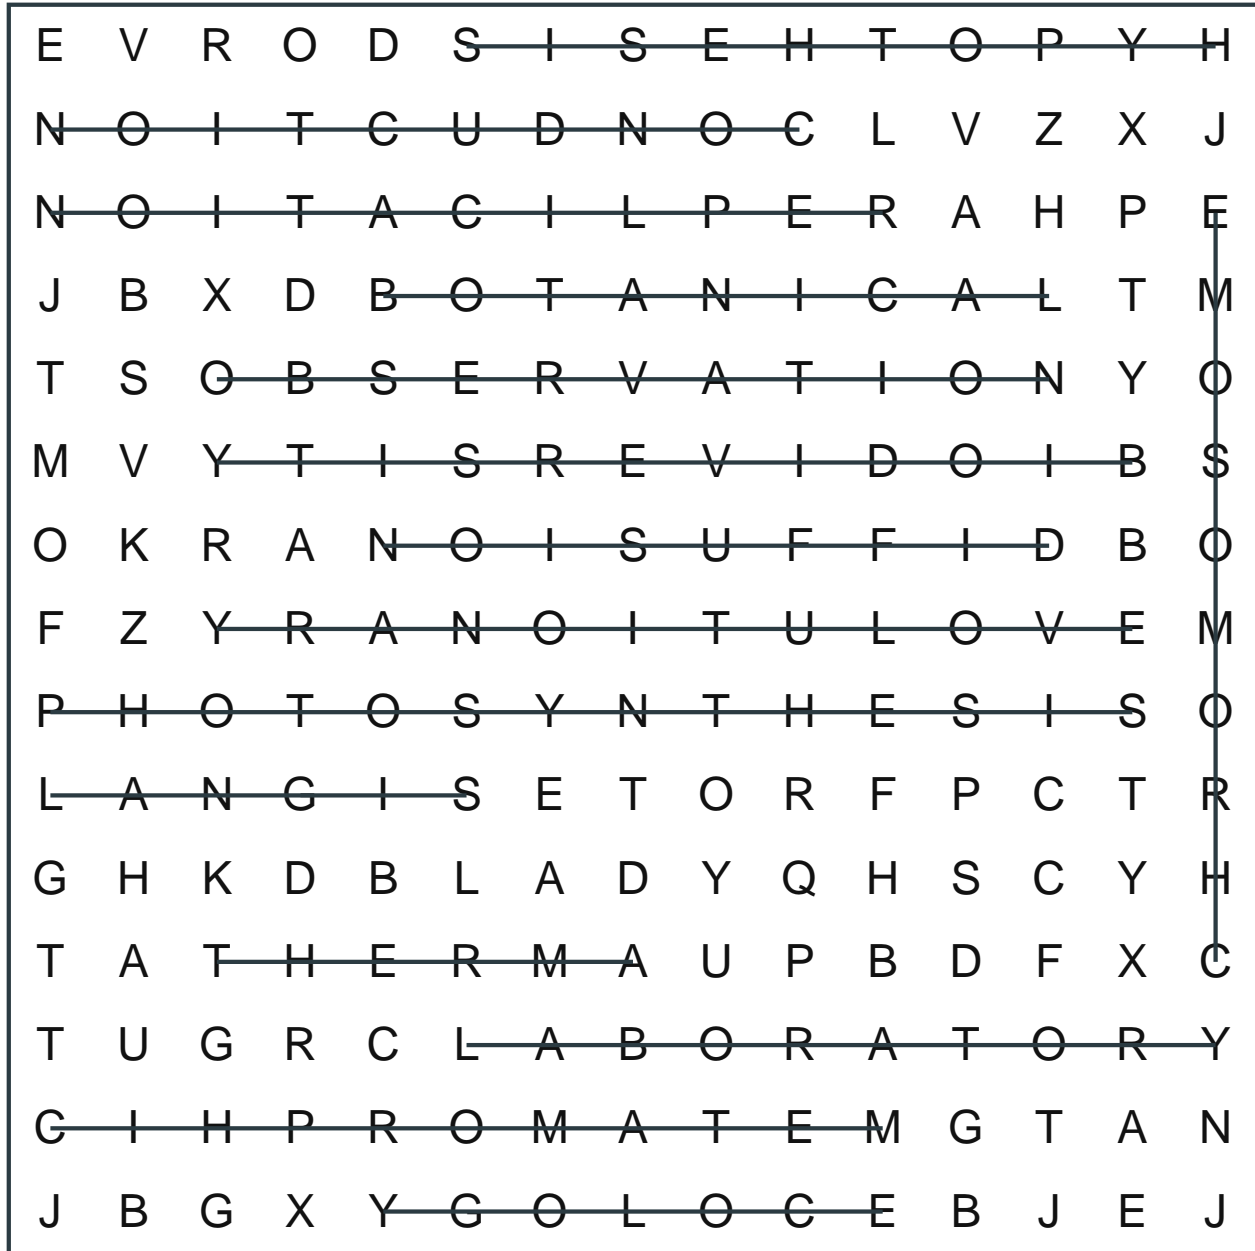 E V R O D S I S E H T O P Y H
N O I T C U D N O C L V Z X J
N O I T A C I L P E R A H P E
J B X D B O T A N I C A L T M
T S O B S E R V A T I O N Y O
M V Y T I S R E V I D O I B S
O K R A N O I S U F F I D B O
F Z Y R A N O I T U L O V E M
P H O T O S Y N T H E S I S O
L A N G I S E T O R F P C T R
G H K D B L A D Y Q H S C Y H
T A T H E R M A U P B D F X C
T U G R C L A B O R A T O R Y
C I H P R O M A T E M G T A N
J B G X Y G O L O C E B J E J